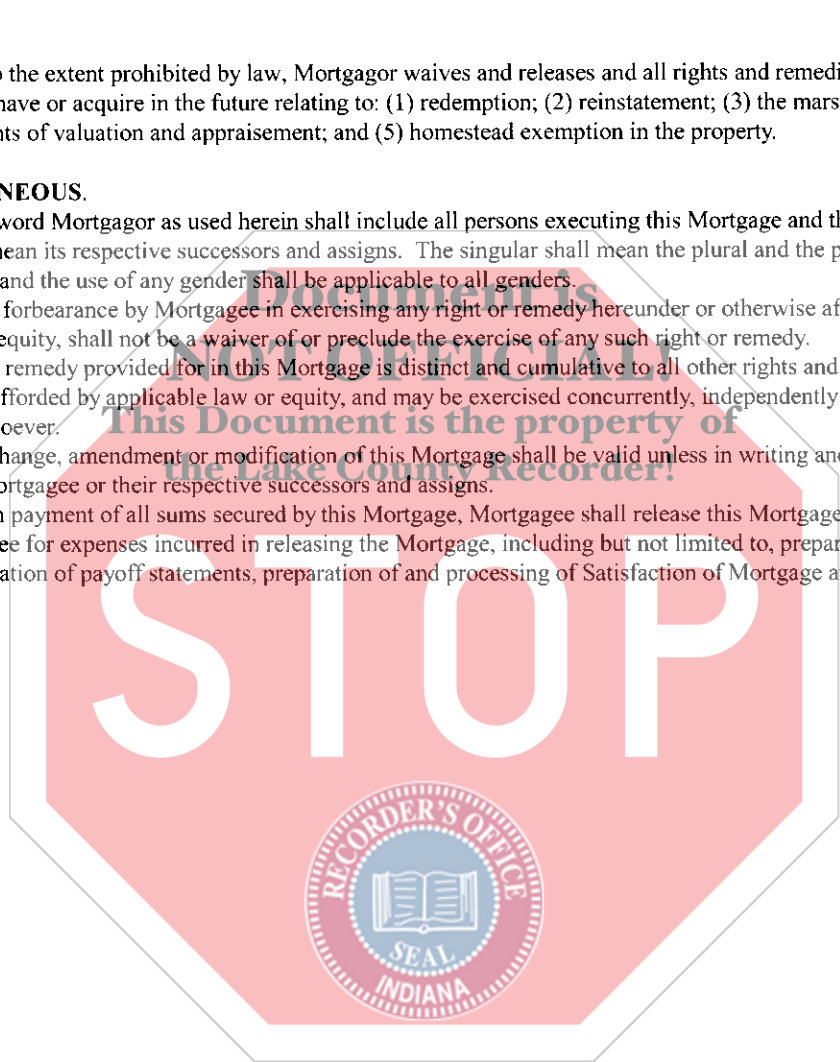 o the extent prohibited by law, Mortgagor waives and releases and all rights and remedi
have or acquire in the future relating to: (1) redemption; (2) reinstatement; (3) the mars
nts of valuation and appraisement; and (5) homestead exemption in the property.
NEOUS.
word Mortgagor as used herein shall include all persons executing this Mortgage and th
nean its respective successors and assigns. The singular shall mean the plural and the p
and the use of any gender shall be applicable to all genders.
Document is
forbearance by Mortgagee in exercising any right or remedy hereunder or otherwise af
equity, shall not be a waiver of or preclude the exercise of any such right or remedy.
NOT OFFICIAL!
remedy provided for in this Mortgage is distinct and cumulative to all other rights and
fforded by applicable law or equity, and may be exercised concurrently, independently
This Document is the property of
oever.
hange, amendment or modification of this Mortgage shall be valid unless in writing and
the Lake County Recorder!
ortgagee or their respective successors and assigns.
n payment of all sums secured by this Mortgage, Mortgagee shall release this Mortgage
ee for expenses incurred in releasing the Mortgage, including but not limited to, prepar
ation of payoff statements, preparation of and processing of Satisfaction of Mortgage a
STOP
RECORDER'S OFFICE
SEAL
INDIANA